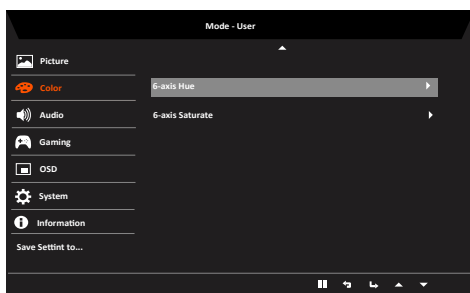 Mode - User
Picture
Color
6-axis Hue
Audio
6-axis Saturate
Gaming
OSD
System
Information
Save Settint to...